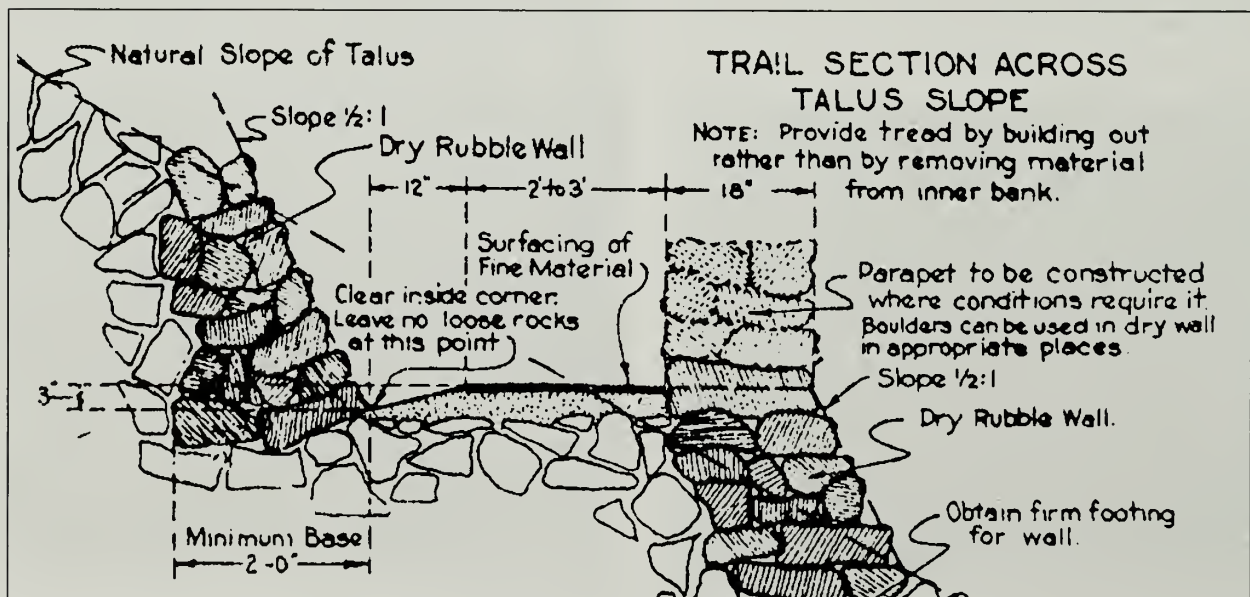 Natural Slope of Talus
Slope ½:1
Dry Rubble Wall
12"
2' to 3'
18"
TRAIL SECTION ACROSS
TALUS SLOPE
NOTE: Provide tread by building out
rather than by removing material
from inner bank.
Surfacing of
Fine Material
Clear inside corner.
Leave no loose rocks
at this point
Parapet to be constructed
where conditions require it.
Boulders can be used in dry wall
in appropriate places.
Slope ½:1
3"
Dry Rubble Wall.
Obtain firm footing
for wall.
Minimum Base
2'-0"